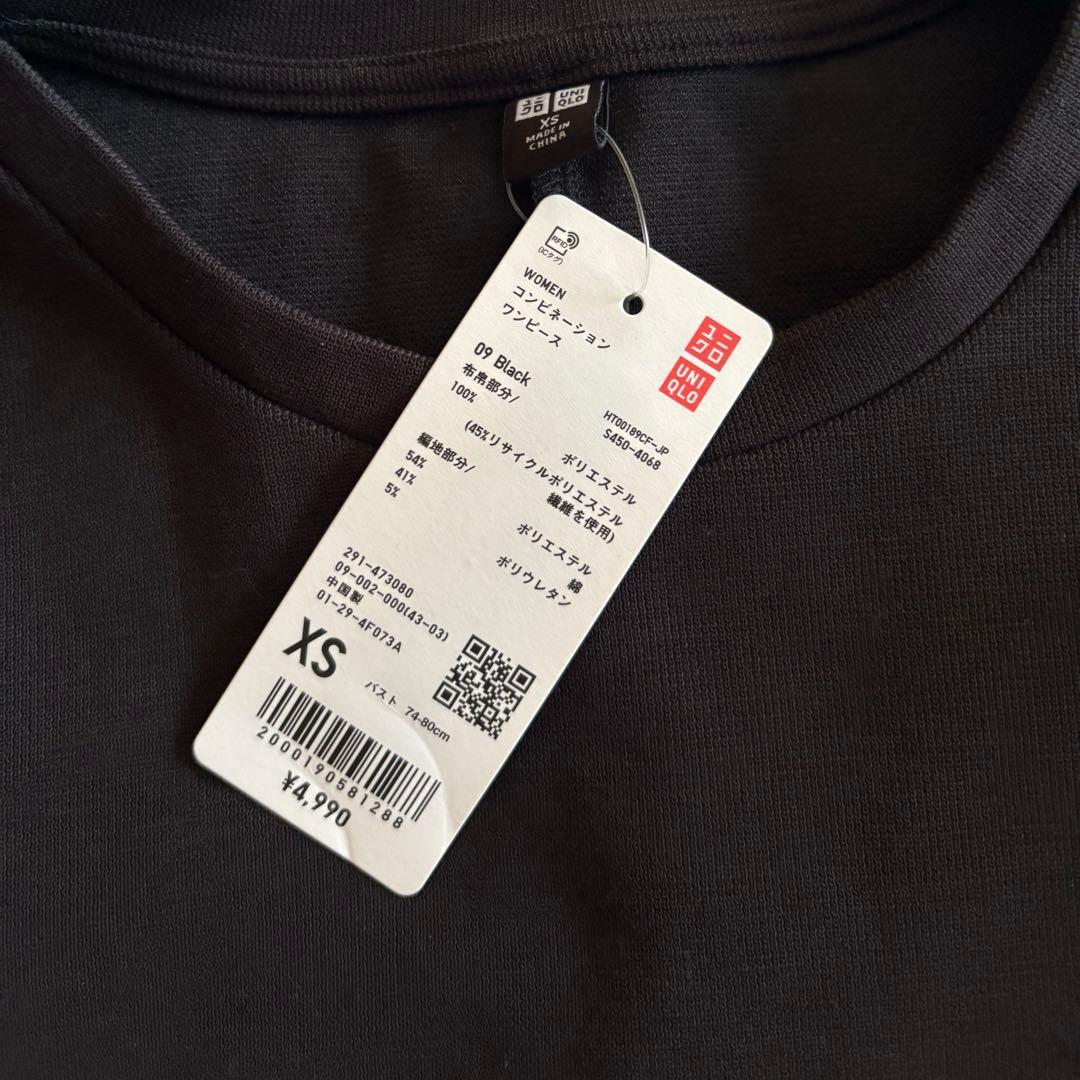 ユニクロ UNIQLO
XS
MADE IN
CHINA
RFID
(ICタグ)
WOMEN
コンビネーション
ワンピース
ユニクロ
UNIQLO
09 Black
HT00189CF-JP
S450-4068
布帛部分/
100% ポリエステル
(45%リサイクルポリエステル
繊維を使用)
編地部分/
54% ポリエステル
41% 綿
5% ポリウレタン
291-473080
09-002-000(43-03)
中国製
01-29-4F073A
XS
バスト 74-80cm
2000190581288
¥4,990